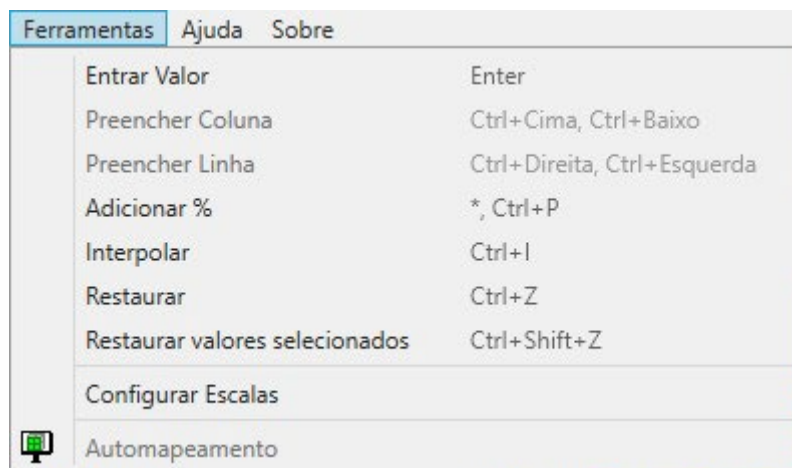 Ferramentas Ajuda Sobre
Entrar Valor Enter
Preencher Coluna Ctrl+Cima, Ctrl+Baixo
Preencher Linha Ctrl+Direita, Ctrl+Esquerda
Adicionar % *, Ctrl+P
Interpolar Ctrl+I
Restaurar Ctrl+Z
Restaurar valores selecionados Ctrl+Shift+Z
Configurar Escalas
Automapeamento